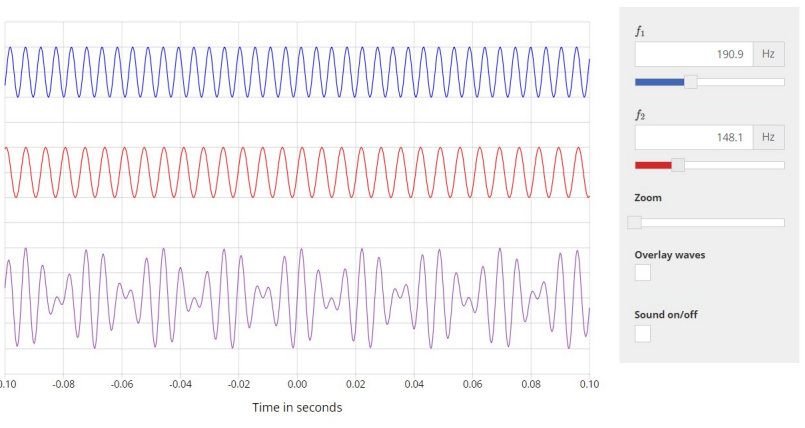 f1
190.9 Hz
f2
148.1 Hz
Zoom
Overlay waves
Sound on/off
0.10 -0.08 -0.06 -0.04 -0.02 0.00 0.02 0.04 0.06 0.08 0.10
Time in seconds